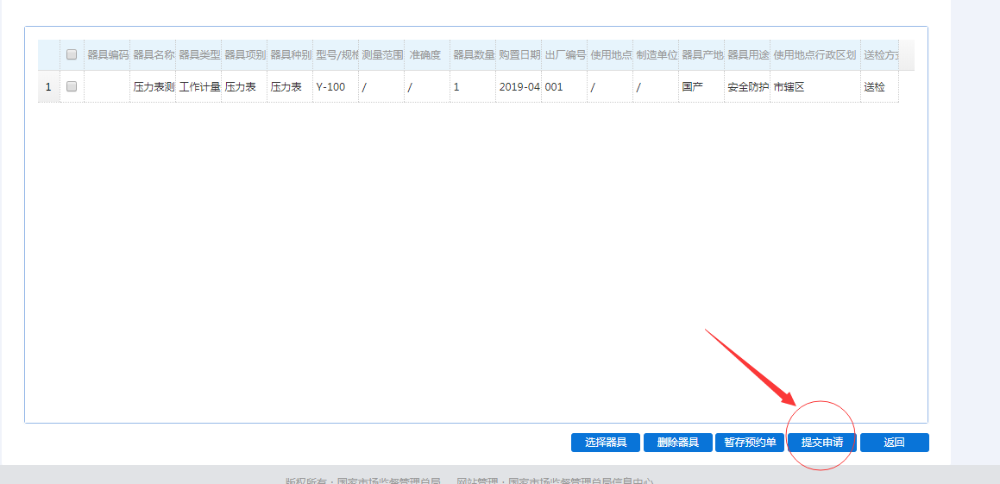 器具编码 器具名称 器具类型 器具项别 器具种别 型号/规格 测量范围 准确度 器具数量 购置日期 出厂编号 使用地点 制造单位 器具产地 器具用途 使用地点行政区划 送检方式
1 压力表测 工作计量 压力表 压力表 Y-100 / / 1 2019-04 001 / / 国产 安全防护 市辖区 送检
选择器具 删除器具 暂存预约单 提交申请 返回
版权所有：国家市场监督管理总局 网站管理：国家市场监督管理总局信息中心